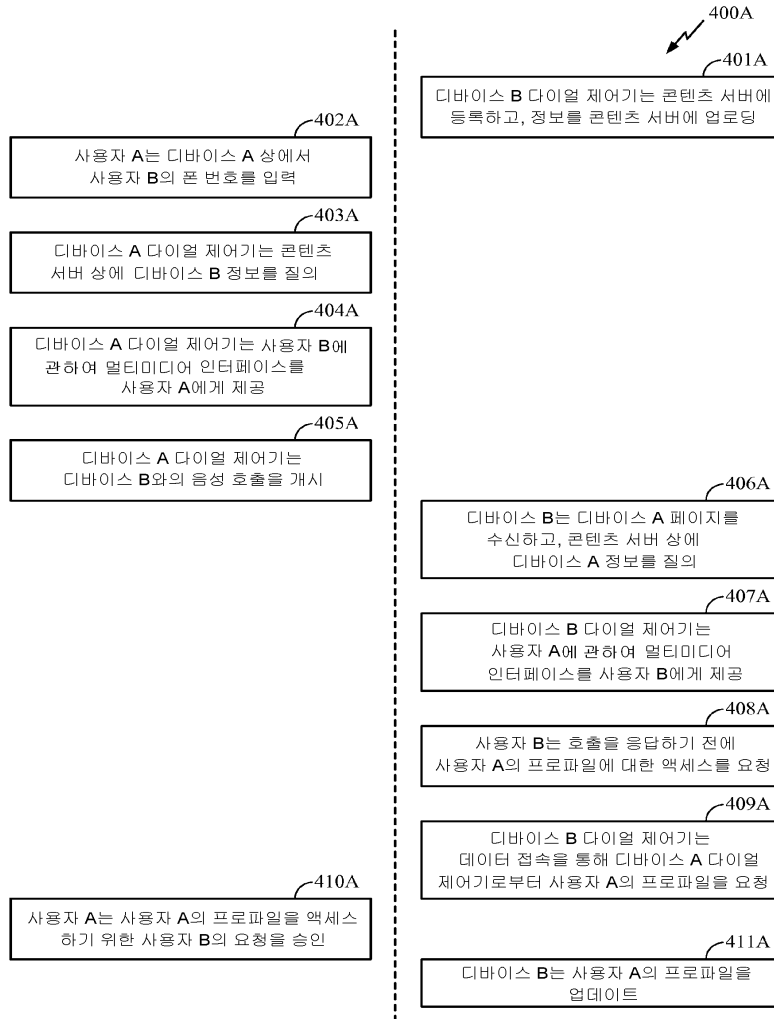 400A
401A
디바이스 B 다이얼 제어기는 콘텐츠 서버에
등록하고, 정보를 콘텐츠 서버에 업로딩
402A
사용자 A는 디바이스 A 상에서
사용자 B의 폰 번호를 입력
403A
디바이스 A 다이얼 제어기는 콘텐츠
서버 상에 디바이스 B 정보를 질의
404A
디바이스 A 다이얼 제어기는 사용자 B에
관하여 멀티미디어 인터페이스를
사용자 A에게 제공
405A
디바이스 A 다이얼 제어기는
디바이스 B와의 음성 호출을 개시
406A
디바이스 B는 디바이스 A 페이지를
수신하고, 콘텐츠 서버 상에
디바이스 A 정보를 질의
407A
디바이스 B 다이얼 제어기는
사용자 A에 관하여 멀티미디어
인터페이스를 사용자 B에게 제공
408A
사용자 B는 호출을 응답하기 전에
사용자 A의 프로파일에 대한 액세스를 요청
409A
디바이스 B 다이얼 제어기는
데이터 접속을 통해 디바이스 A 다이얼
제어기로부터 사용자 A의 프로파일을 요청
410A
사용자 A는 사용자 A의 프로파일을 액세스
하기 위한 사용자 B의 요청을 승인
411A
디바이스 B는 사용자 A의 프로파일을
업데이트